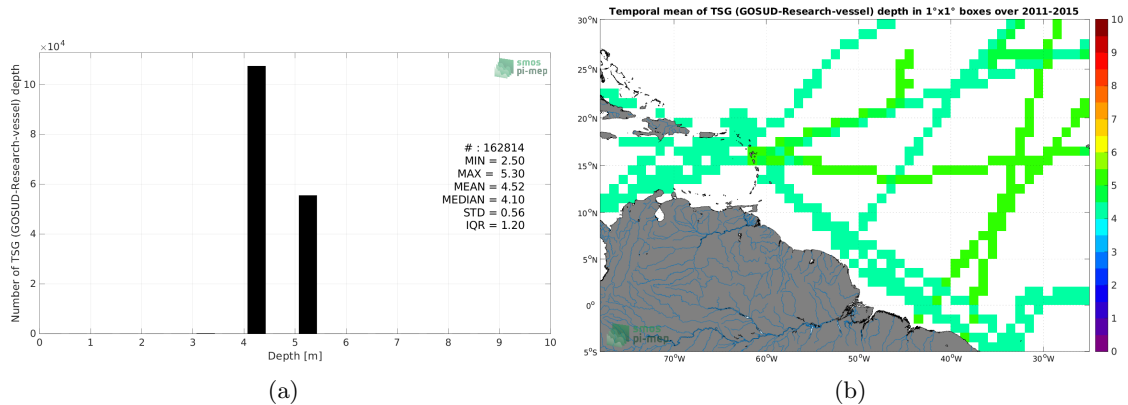 ×10⁴
10
8
6
4
2
0
Number of TSG (GOSUD-Research-vessel) depth
smos
pi-mep
# : 162814
MIN = 2.50
MAX = 5.30
MEAN = 4.52
MEDIAN = 4.10
STD = 0.56
IQR = 1.20
0 1 2 3 4 5 6 7 8 9 10
Depth [m]
(a)
Temporal mean of TSG (GOSUD-Research-vessel) depth in 1°x1° boxes over 2011-2015
30°N
25°N
20°N
15°N
10°N
5°N
0°
5°S
70°W 60°W 50°W 40°W 30°W
smos
pi-mep
10
9
8
7
6
5
4
3
2
1
0
(b)